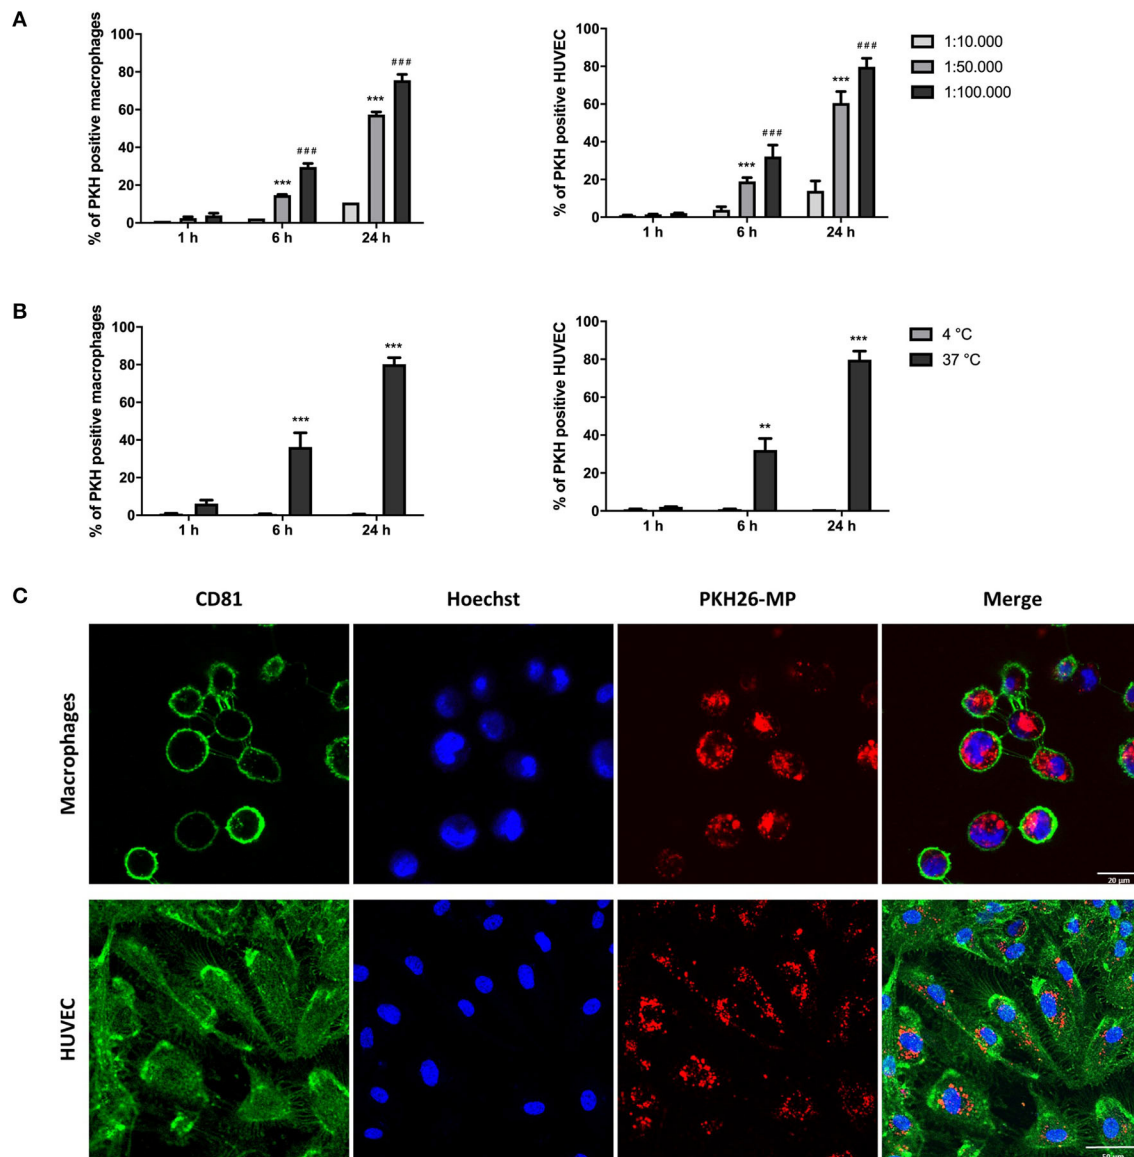 A
% of PKH positive macrophages
100
80
60
40
20
0
***
###
***
###
1 h
6 h
24 h
% of PKH positive HUVEC
100
80
60
40
20
0
***
###
***
###
1 h
6 h
24 h
1:10.000
1:50.000
1:100.000
B
% of PKH positive macrophages
100
80
60
40
20
0
***
***
1 h
6 h
24 h
% of PKH positive HUVEC
100
80
60
40
20
0
**
***
1 h
6 h
24 h
4 °C
37 °C
C
CD81
Hoechst
PKH26-MP
Merge
Macrophages
20 µm
HUVEC
50 µm